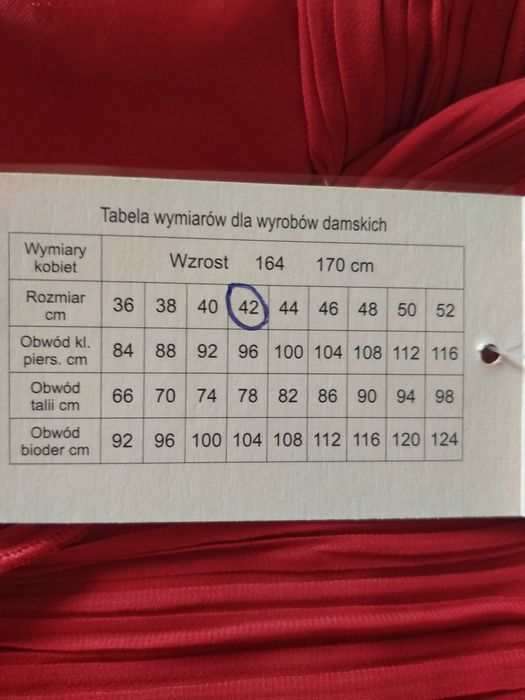 Tabela wymiarów dla wyrobów damskich
Wymiary kobiet Wzrost 164 170 cm
Rozmiar cm 36 38 40 42 44 46 48 50 52
Obwód kl. piers. cm 84 88 92 96 100 104 108 112 116
Obwód talii cm 66 70 74 78 82 86 90 94 98
Obwód bioder cm 92 96 100 104 108 112 116 120 124